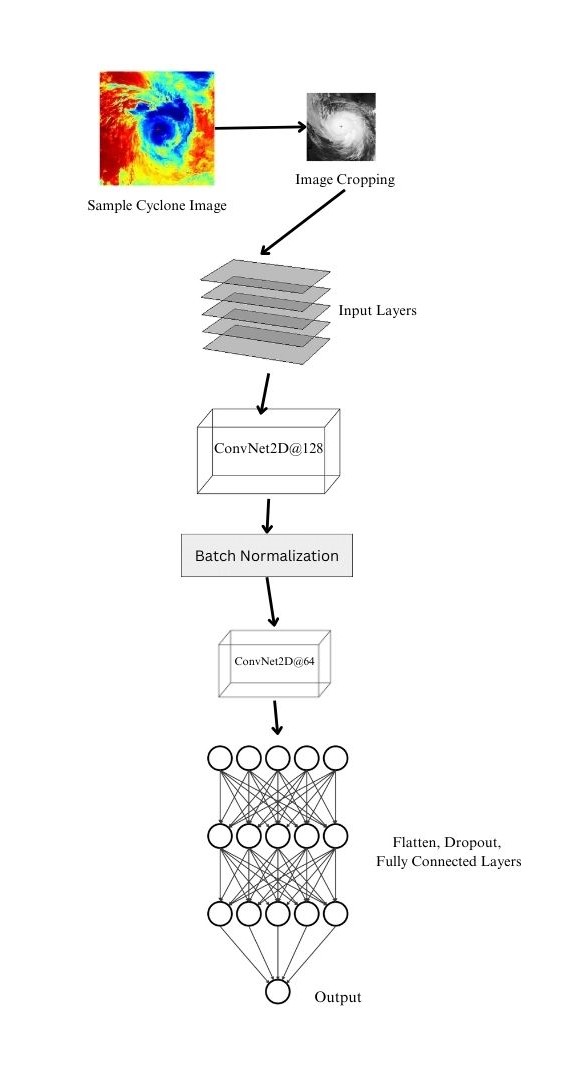 Sample Cyclone Image
Image Cropping
Input Layers
ConvNet2D@128
Batch Normalization
ConvNet2D@64
Flatten, Dropout,
Fully Connected Layers
Output